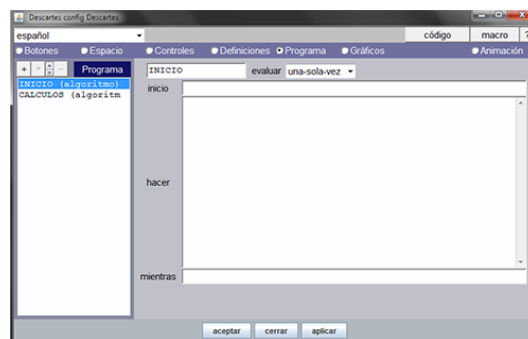 Descartes config Descartes
español código macro ?
Botones Espacio Controles Definiciones Programa Gráficos Animación
+ * - Programa INICIO evaluar una-sola-vez
INICIO (algoritmo) inicio
CALCULOS (algoritm
hacer
mientras
aceptar cerrar aplicar